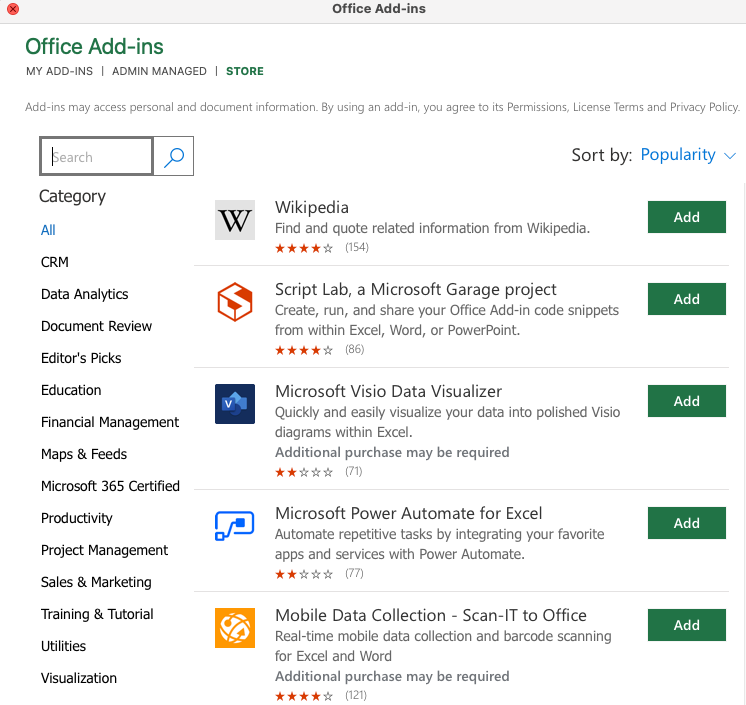 Office Add-ins
Office Add-ins
MY ADD-INS | ADMIN MANAGED | STORE
Add-ins may access personal and document information. By using an add-in, you agree to its Permissions, License Terms and Privacy Policy.
Search
Sort by: Popularity
Category
All
CRM
Data Analytics
Document Review
Editor's Picks
Education
Financial Management
Maps & Feeds
Microsoft 365 Certified
Productivity
Project Management
Sales & Marketing
Training & Tutorial
Utilities
Visualization
W
Wikipedia
Find and quote related information from Wikipedia.
(154)
Add
Script Lab, a Microsoft Garage project
Create, run, and share your Office Add-in code snippets
from within Excel, Word, or PowerPoint.
(86)
Add
V
Microsoft Visio Data Visualizer
Quickly and easily visualize your data into polished Visio
diagrams within Excel.
Additional purchase may be required
(71)
Add
Microsoft Power Automate for Excel
Automate repetitive tasks by integrating your favorite
apps and services with Power Automate.
(77)
Add
Mobile Data Collection - Scan-IT to Office
Real-time mobile data collection and barcode scanning
for Excel and Word
Additional purchase may be required
(121)
Add